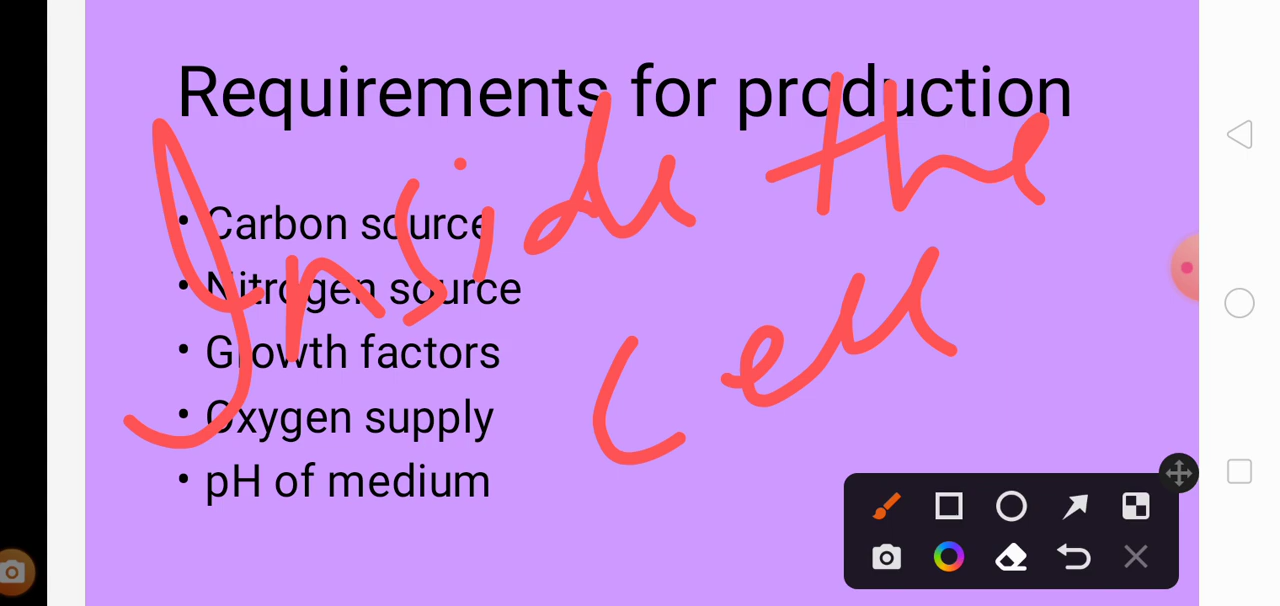 Requirements for production
Inside the
cell
• Carbon source
• Nitrogen source
• Growth factors
• Oxygen supply
• pH of medium